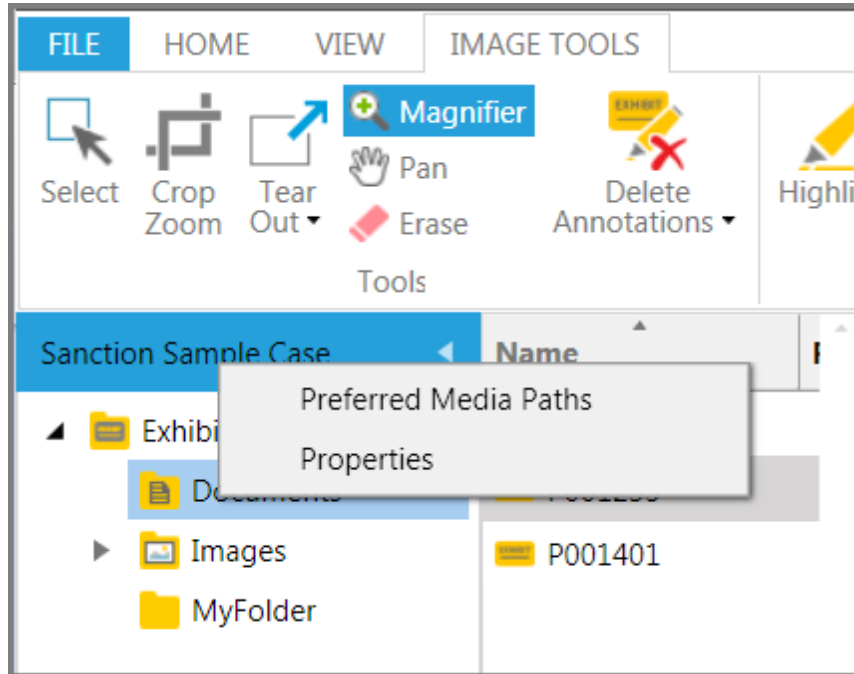 FILE HOME VIEW IMAGE TOOLS
Select
Crop Zoom
Tear Out
Magnifier
Pan
Erase
EXHIBIT
Delete Annotations
Tools
Sanction Sample Case
Name
Preferred Media Paths
Properties
Images
P001401
MyFolder